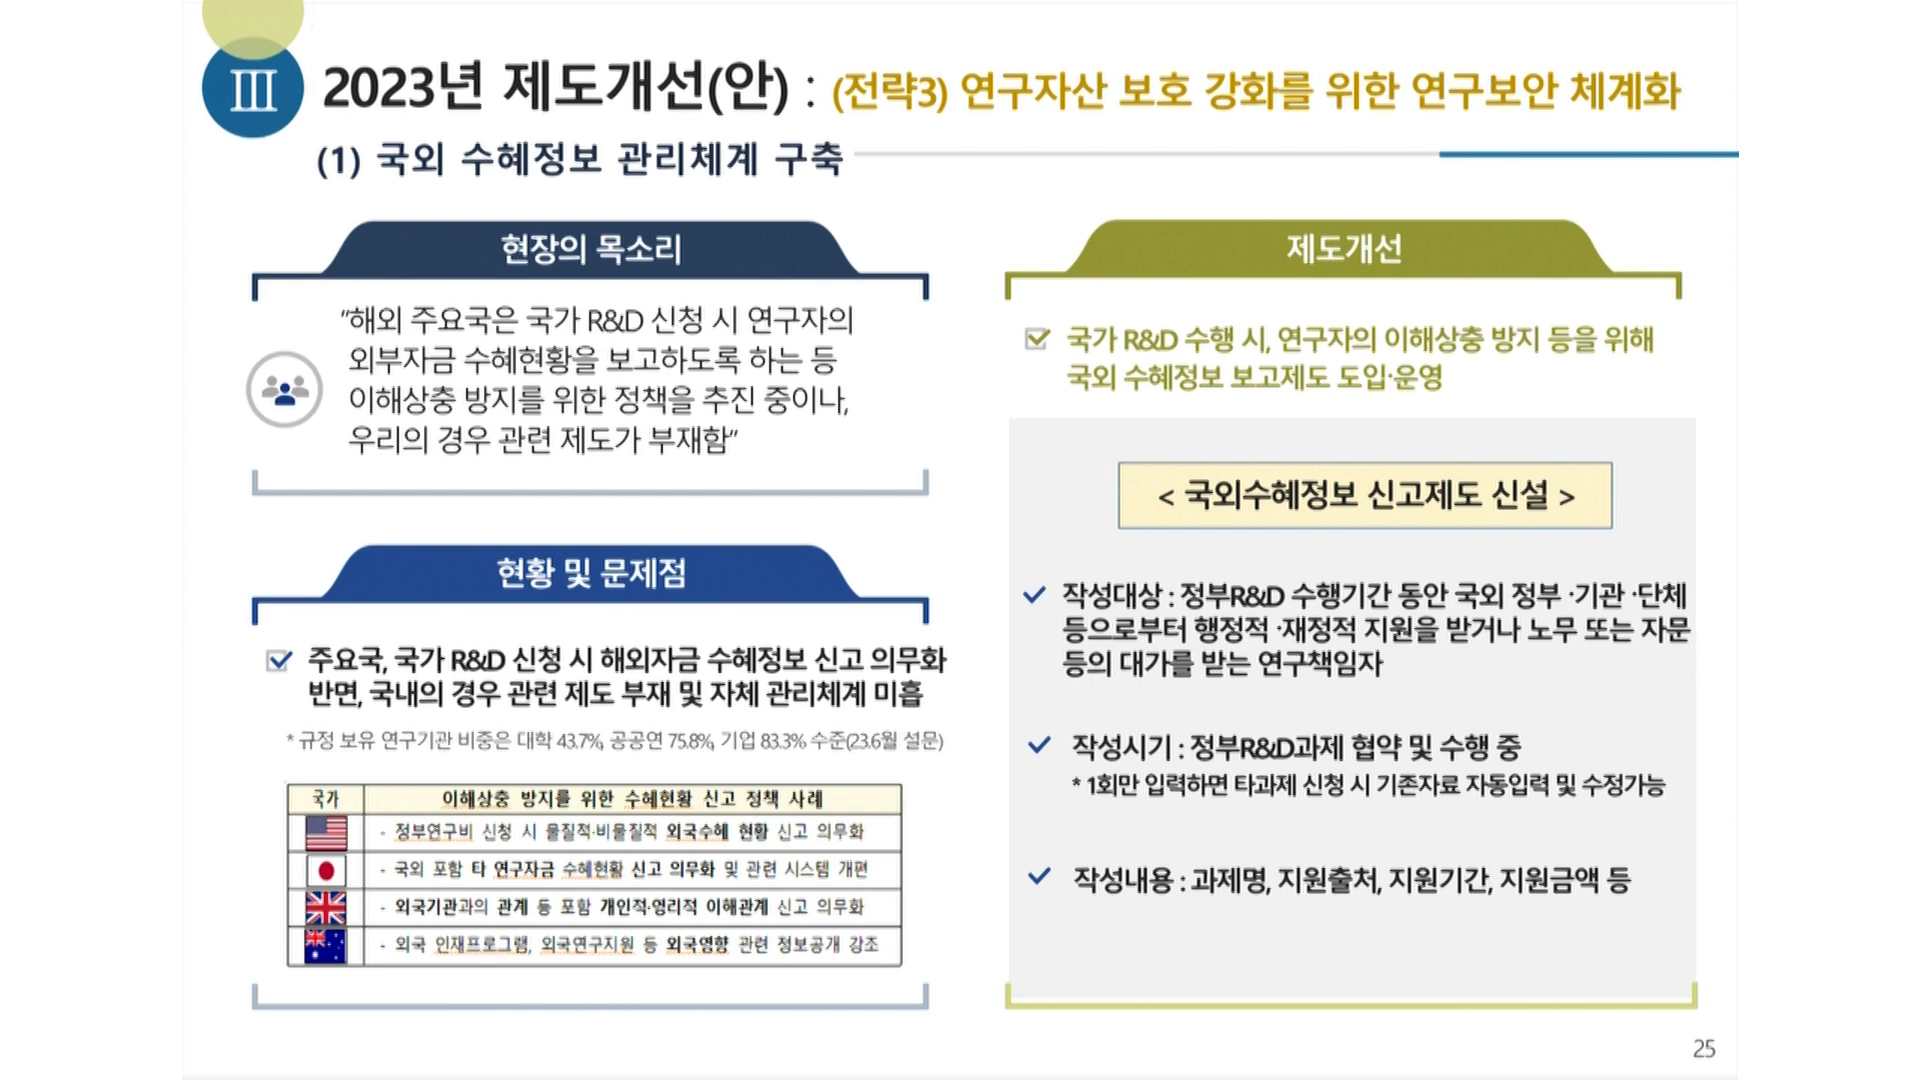 Ⅲ
2023년 제도개선(안) : (전략3) 연구자산 보호 강화를 위한 연구보안 체계화
(1) 국외 수혜정보 관리체계 구축
현장의 목소리
“해외 주요국은 국가 R&D 신청 시 연구자의
외부자금 수혜현황을 보고하도록 하는 등
이해상충 방지를 위한 정책을 추진 중이나,
우리의 경우 관련 제도가 부재함”
현황 및 문제점
주요국, 국가 R&D 신청 시 해외자금 수혜정보 신고 의무화
반면, 국내의 경우 관련 제도 부재 및 자체 관리체계 미흡
* 규정 보유 연구기관 비중은 대학 43.7%, 공공연 75.8%, 기업 83.3% 수준(23.6월 설문)
국가 이해상충 방지를 위한 수혜현황 신고 정책 사례
- 정부연구비 신청 시 물질적·비물질적 외국수혜 현황 신고 의무화
- 국외 포함 타 연구자금 수혜현황 신고 의무화 및 관련 시스템 개편
- 외국기관과의 관계 등 포함 개인적·영리적 이해관계 신고 의무화
- 외국 인재프로그램, 외국연구지원 등 외국영향 관련 정보공개 강조
제도개선
국가 R&D 수행 시, 연구자의 이해상충 방지 등을 위해
국외 수혜정보 보고제도 도입·운영
< 국외수혜정보 신고제도 신설 >
작성대상 : 정부R&D 수행기간 동안 국외 정부 ·기관 ·단체
등으로부터 행정적 ·재정적 지원을 받거나 노무 또는 자문
등의 대가를 받는 연구책임자
작성시기 : 정부R&D과제 협약 및 수행 중
* 1회만 입력하면 타과제 신청 시 기존자료 자동입력 및 수정가능
작성내용 : 과제명, 지원출처, 지원기간, 지원금액 등
25